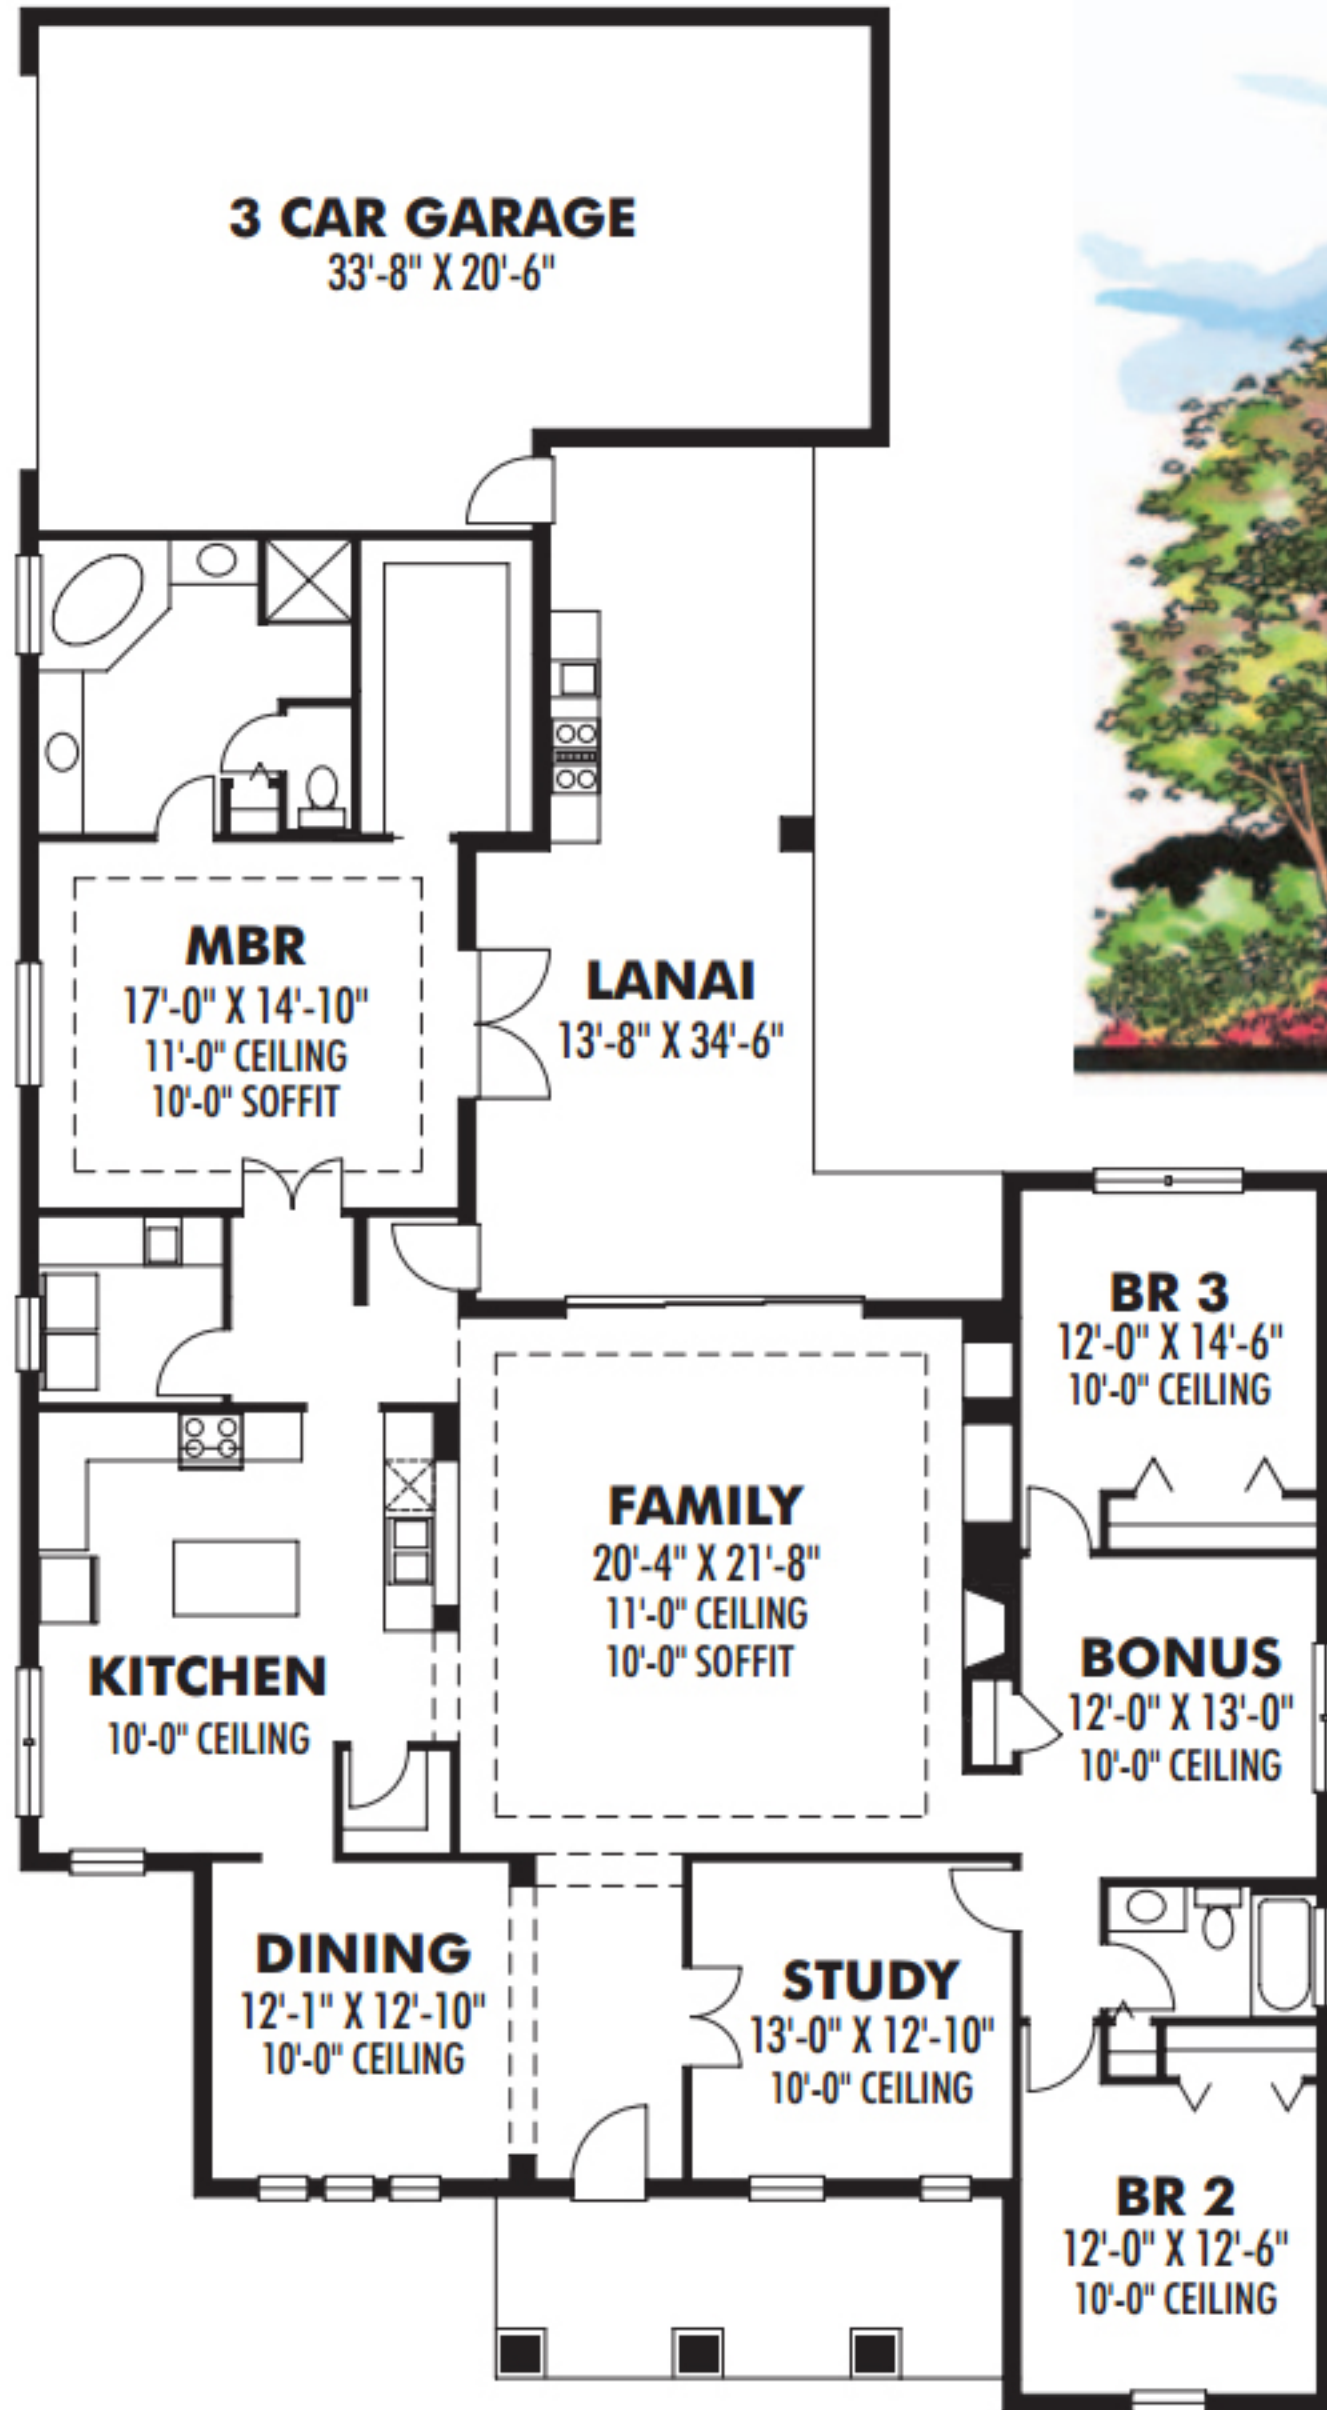 3 CAR GARAGE
33'-8" X 20'-6"
MBR
17'-0" X 14'-10"
11'-0" CEILING
10'-0" SOFFIT
LANAI
13'-8" X 34'-6"
BR 3
12'-0" X 14'-6"
10'-0" CEILING
FAMILY
20'-4" X 21'-8"
11'-0" CEILING
10'-0" SOFFIT
KITCHEN
10'-0" CEILING
BONUS
12'-0" X 13'-0"
10'-0" CEILING
DINING
12'-1" X 12'-10"
10'-0" CEILING
STUDY
13'-0" X 12'-10"
10'-0" CEILING
BR 2
12'-0" X 12'-6"
10'-0" CEILING